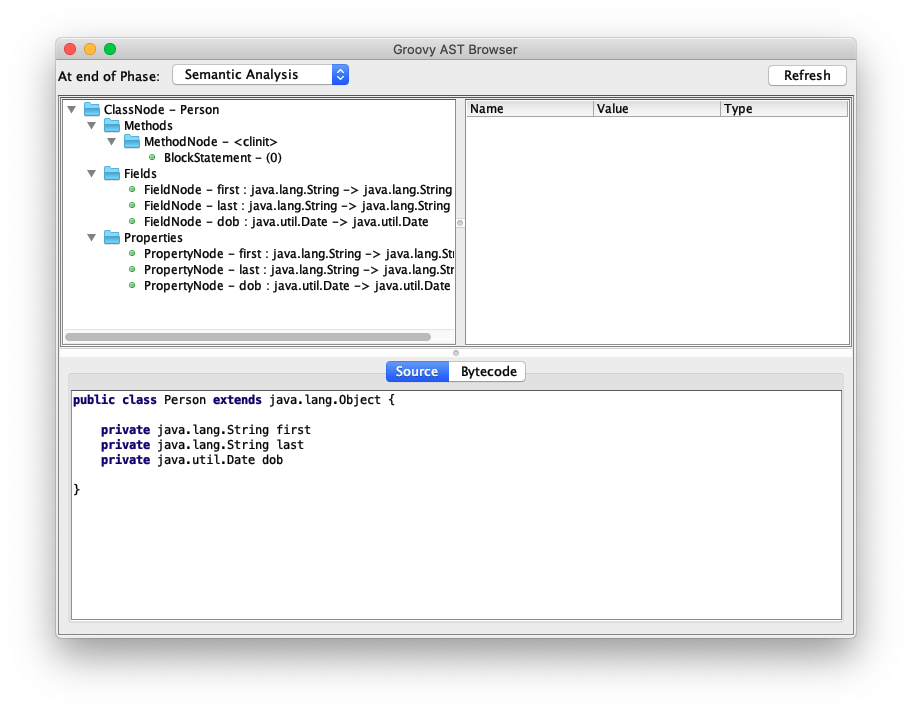 Groovy AST Browser
At end of Phase: Semantic Analysis Refresh
ClassNode – Person
Methods
MethodNode – <clinit>
BlockStatement – (0)
Fields
FieldNode – first : java.lang.String -> java.lang.String
FieldNode – last : java.lang.String -> java.lang.String
FieldNode – dob : java.util.Date -> java.util.Date
Properties
PropertyNode – first : java.lang.String -> java.lang.St
PropertyNode – last : java.lang.String -> java.lang.Str
PropertyNode – dob : java.util.Date -> java.util.Date
Name Value Type
Source Bytecode
public class Person extends java.lang.Object {
private java.lang.String first
private java.lang.String last
private java.util.Date dob
}